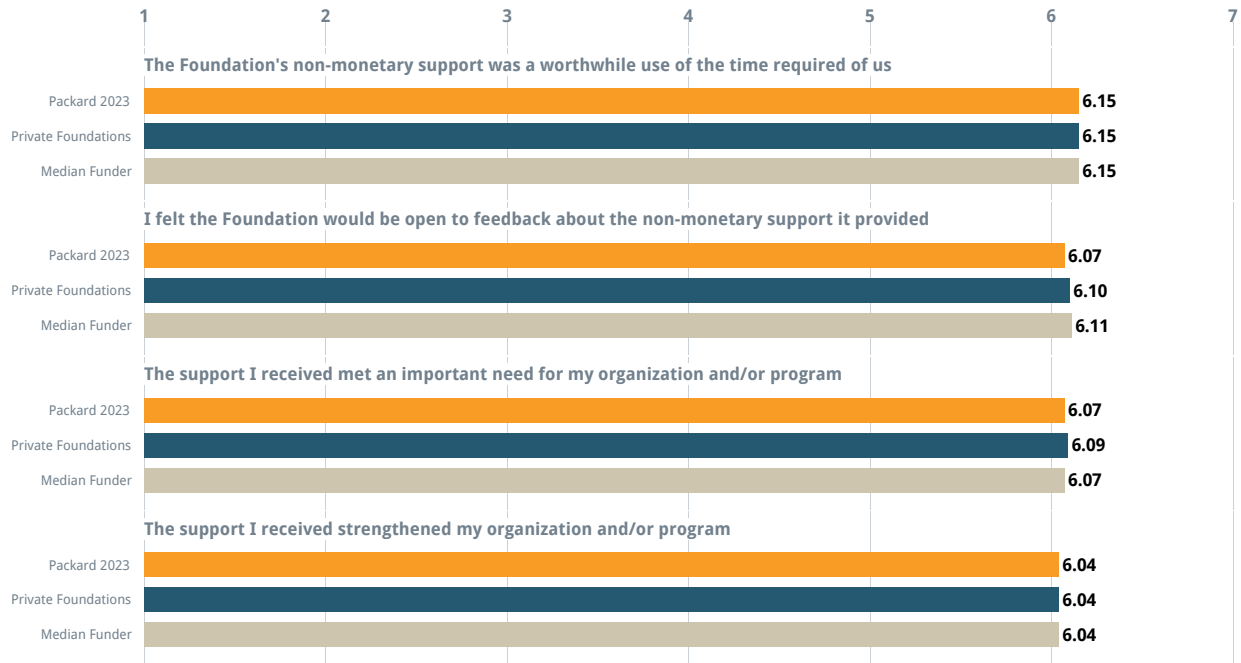 1 2 3 4 5 6 7
The Foundation's non-monetary support was a worthwhile use of the time required of us
Packard 2023 6.15
Private Foundations 6.15
Median Funder 6.15
I felt the Foundation would be open to feedback about the non-monetary support it provided
Packard 2023 6.07
Private Foundations 6.10
Median Funder 6.11
The support I received met an important need for my organization and/or program
Packard 2023 6.07
Private Foundations 6.09
Median Funder 6.07
The support I received strengthened my organization and/or program
Packard 2023 6.04
Private Foundations 6.04
Median Funder 6.04